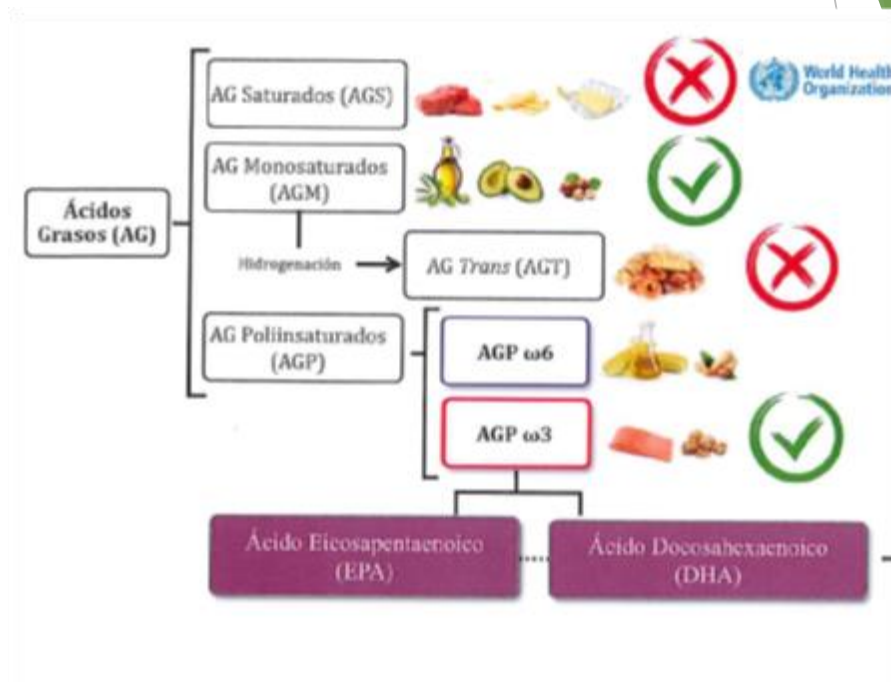 AG Saturados (AGS)
World Health
Organization
AG Monosaturados
(AGM)
Ácidos
Grasos (AG)
Hidrogenación
AG Trans (AGT)
AG Poliinsaturados
(AGP)
AGP ω6
AGP ω3
Ácido Eicosapentaenoico
(EPA)
Ácido Docosahexaenoico
(DHA)